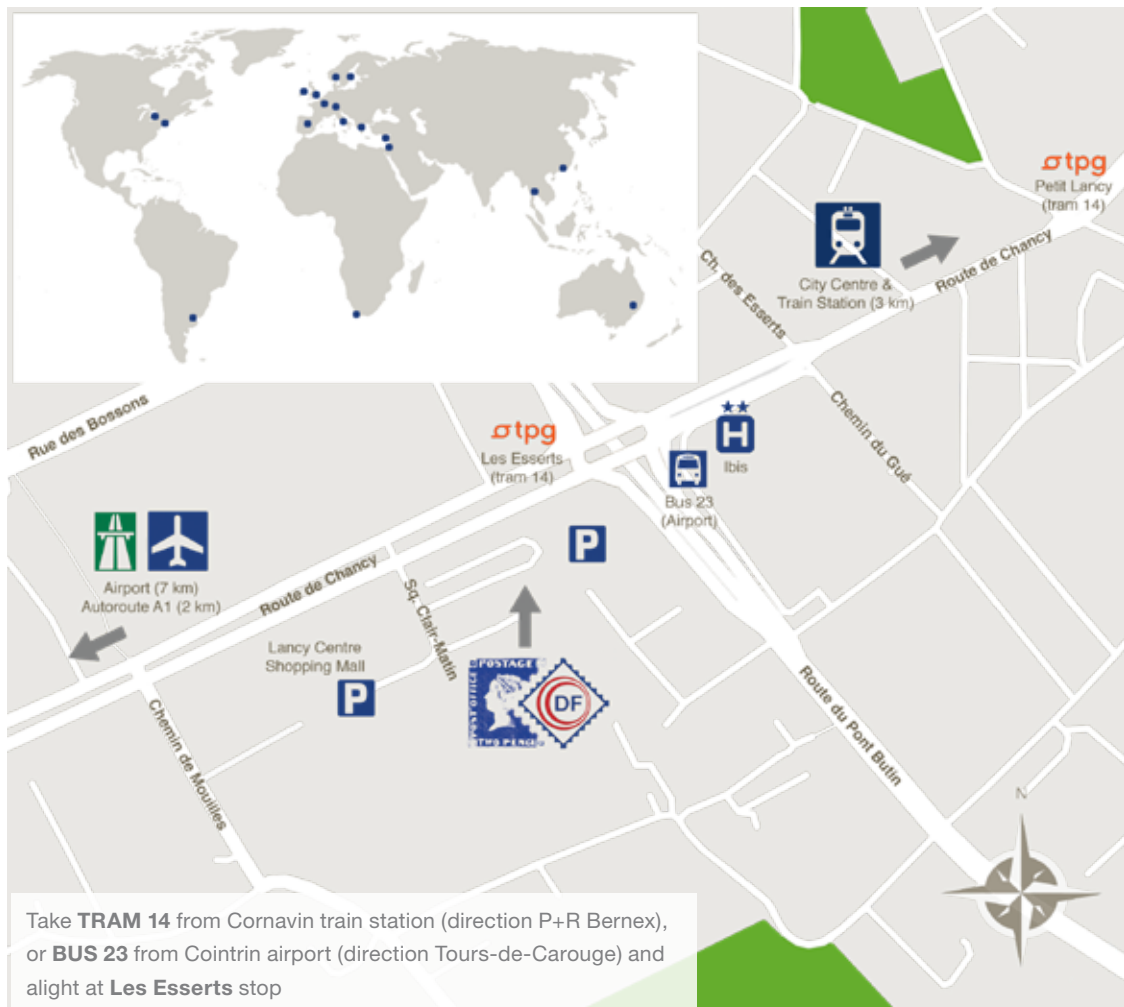 tpg
Petit Lancy
(tram 14)
City Centre &
Train Station (3 km)
Route de Chancy
Ch. des Esserts
Chemin du Gué
Rue des Bossons
tpg
Les Esserts
(tram 14)
H
Ibis
Bus 23
(Airport)
P
Airport (7 km)
Autoroute A1 (2 km)
Route de Chancy
Sq. Clair-Matin
Lancy Centre
Shopping Mall
P
POSTAGE
POST OFFICE
TWO PENCE
DF
Chemin de Mouilles
Route du Pont Butin
N
Take TRAM 14 from Cornavin train station (direction P+R Bernex),
or BUS 23 from Cointrin airport (direction Tours-de-Carouge) and
alight at Les Esserts stop